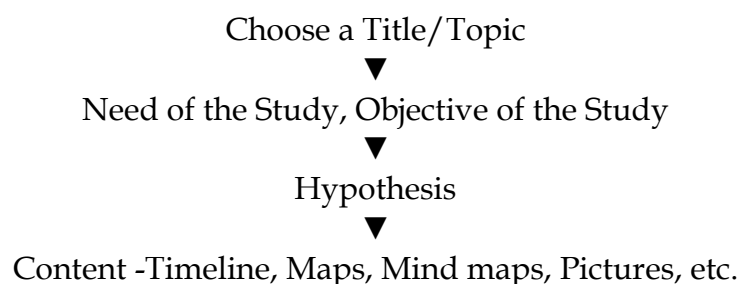 Choose a Title/Topic
▼
Need of the Study, Objective of the Study
▼
Hypothesis
▼
Content -Timeline, Maps, Mind maps, Pictures, etc.